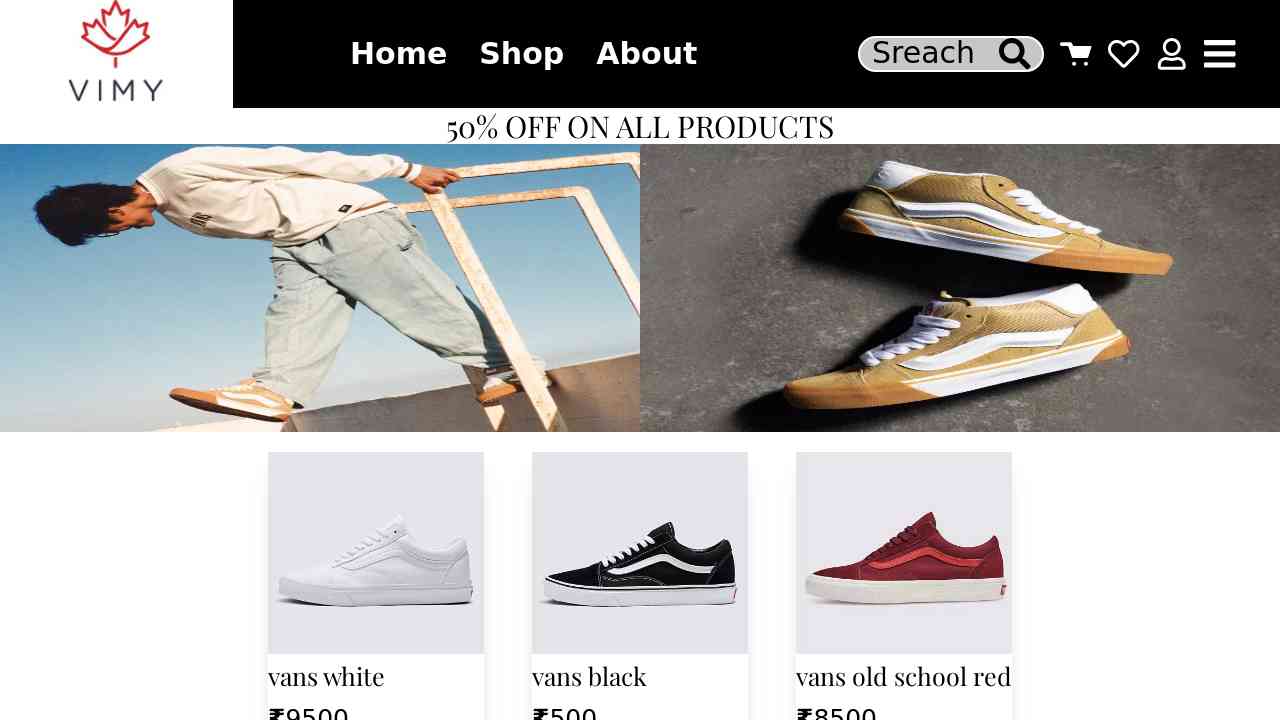 VIMY
Home Shop About
Sreach
50% OFF ON ALL PRODUCTS
vans white
vans black
vans old school red
₹9500
₹500
₹8500